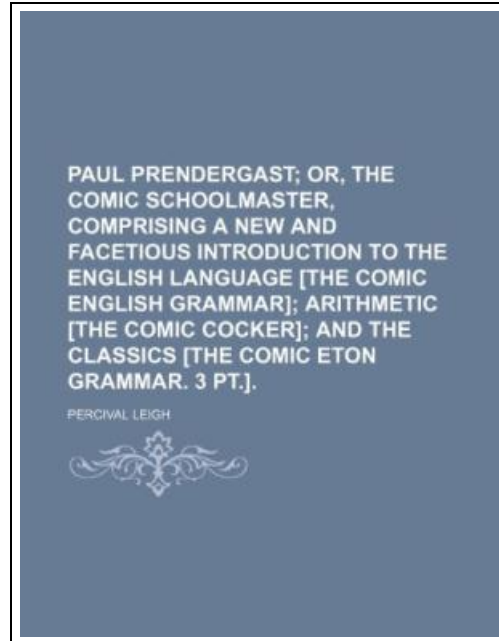 PAUL PRENDERGAST; OR, THE
COMIC SCHOOLMASTER,
COMPRISING A NEW AND
FACETIOUS INTRODUCTION TO THE
ENGLISH LANGUAGE [THE COMIC
ENGLISH GRAMMAR]; ARITHMETIC
[THE COMIC COCKER]; AND THE
CLASSICS [THE COMIC ETON
GRAMMAR. 3 PT.].
PERCIVAL LEIGH